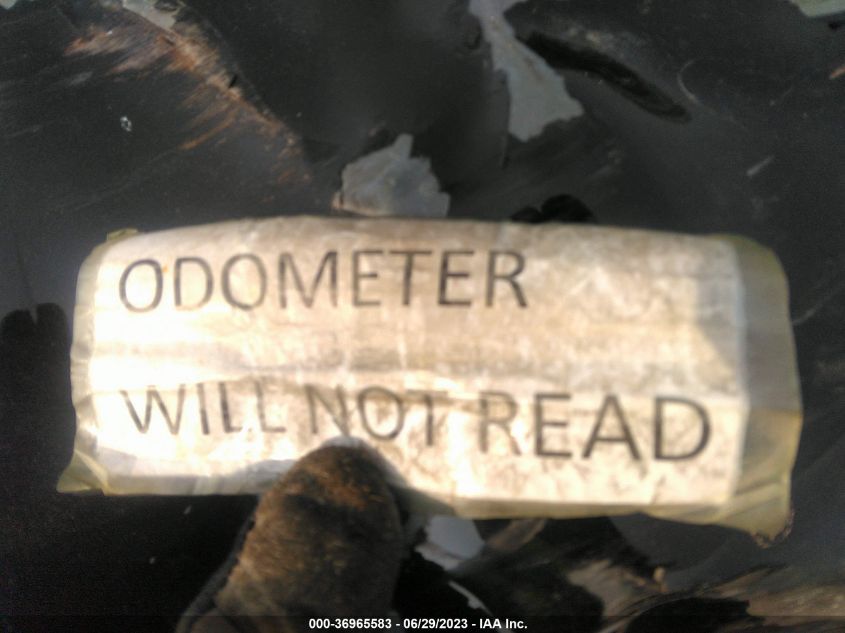 ODOMETER
WILL NOT READ
000-36965583 - 06/29/2023 - IAA Inc.